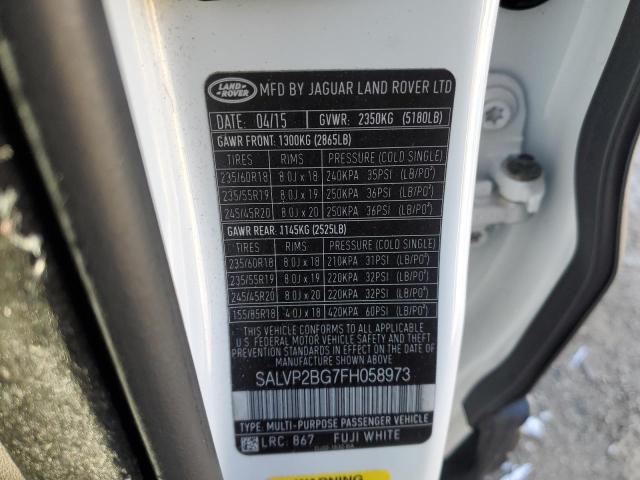 LAND ROVER MFD BY JAGUAR LAND ROVER LTD
DATE: 04/15 GVWR: 2350KG (5180LB)
GAWR FRONT: 1300KG (2865LB)
TIRES RIMS PRESSURE (COLD SINGLE)
235/60R18 8.0J x 18 240KPA 35PSI (LB/PO²)
235/55R19 8.0J x 19 250KPA 36PSI (LB/PO²)
245/45R20 8.0J x 20 250KPA 36PSI (LB/PO²)
GAWR REAR: 1145KG (2525LB)
TIRES RIMS PRESSURE (COLD SINGLE)
235/60R18 8.0J x 18 210KPA 31PSI (LB/PO²)
235/55R19 8.0J x 19 220KPA 32PSI (LB/PO²)
245/45R20 8.0J x 20 220KPA 32PSI (LB/PO²)
155/85R18 4.0J x 18 420KPA 60PSI (LB/PO²)
THIS VEHICLE CONFORMS TO ALL APPLICABLE
U.S. FEDERAL MOTOR VEHICLE SAFETY AND
THEFT PREVENTION STANDARDS IN EFFECT ON THE
DATE OF MANUFACTURE SHOWN ABOVE.
SALVP2BG7FH058973
TYPE: MULTI-PURPOSE PASSENGER VEHICLE
LRC: 867 FUJI WHITE